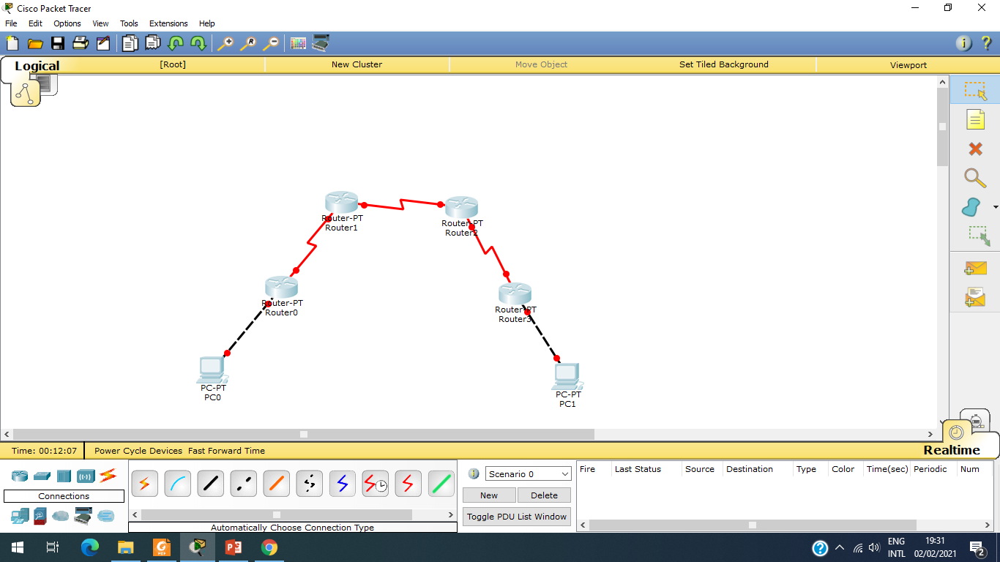 Cisco Packet Tracer
File Edit Options View Tools Extensions Help
Logical [Root] New Cluster Move Object Set Tiled Background Viewport
Router-PT
Router1
Router-PT
Router2
Router-PT
Router0
Router-PT
Router3
PC-PT
PC0
PC-PT
PC1
Time: 00:12:07 Power Cycle Devices Fast Forward Time Realtime
Connections
Automatically Choose Connection Type
Scenario 0
New Delete
Toggle PDU List Window
Fire Last Status Source Destination Type Color Time(sec) Periodic Num
ENG
INTL
19:31
02/02/2021
2